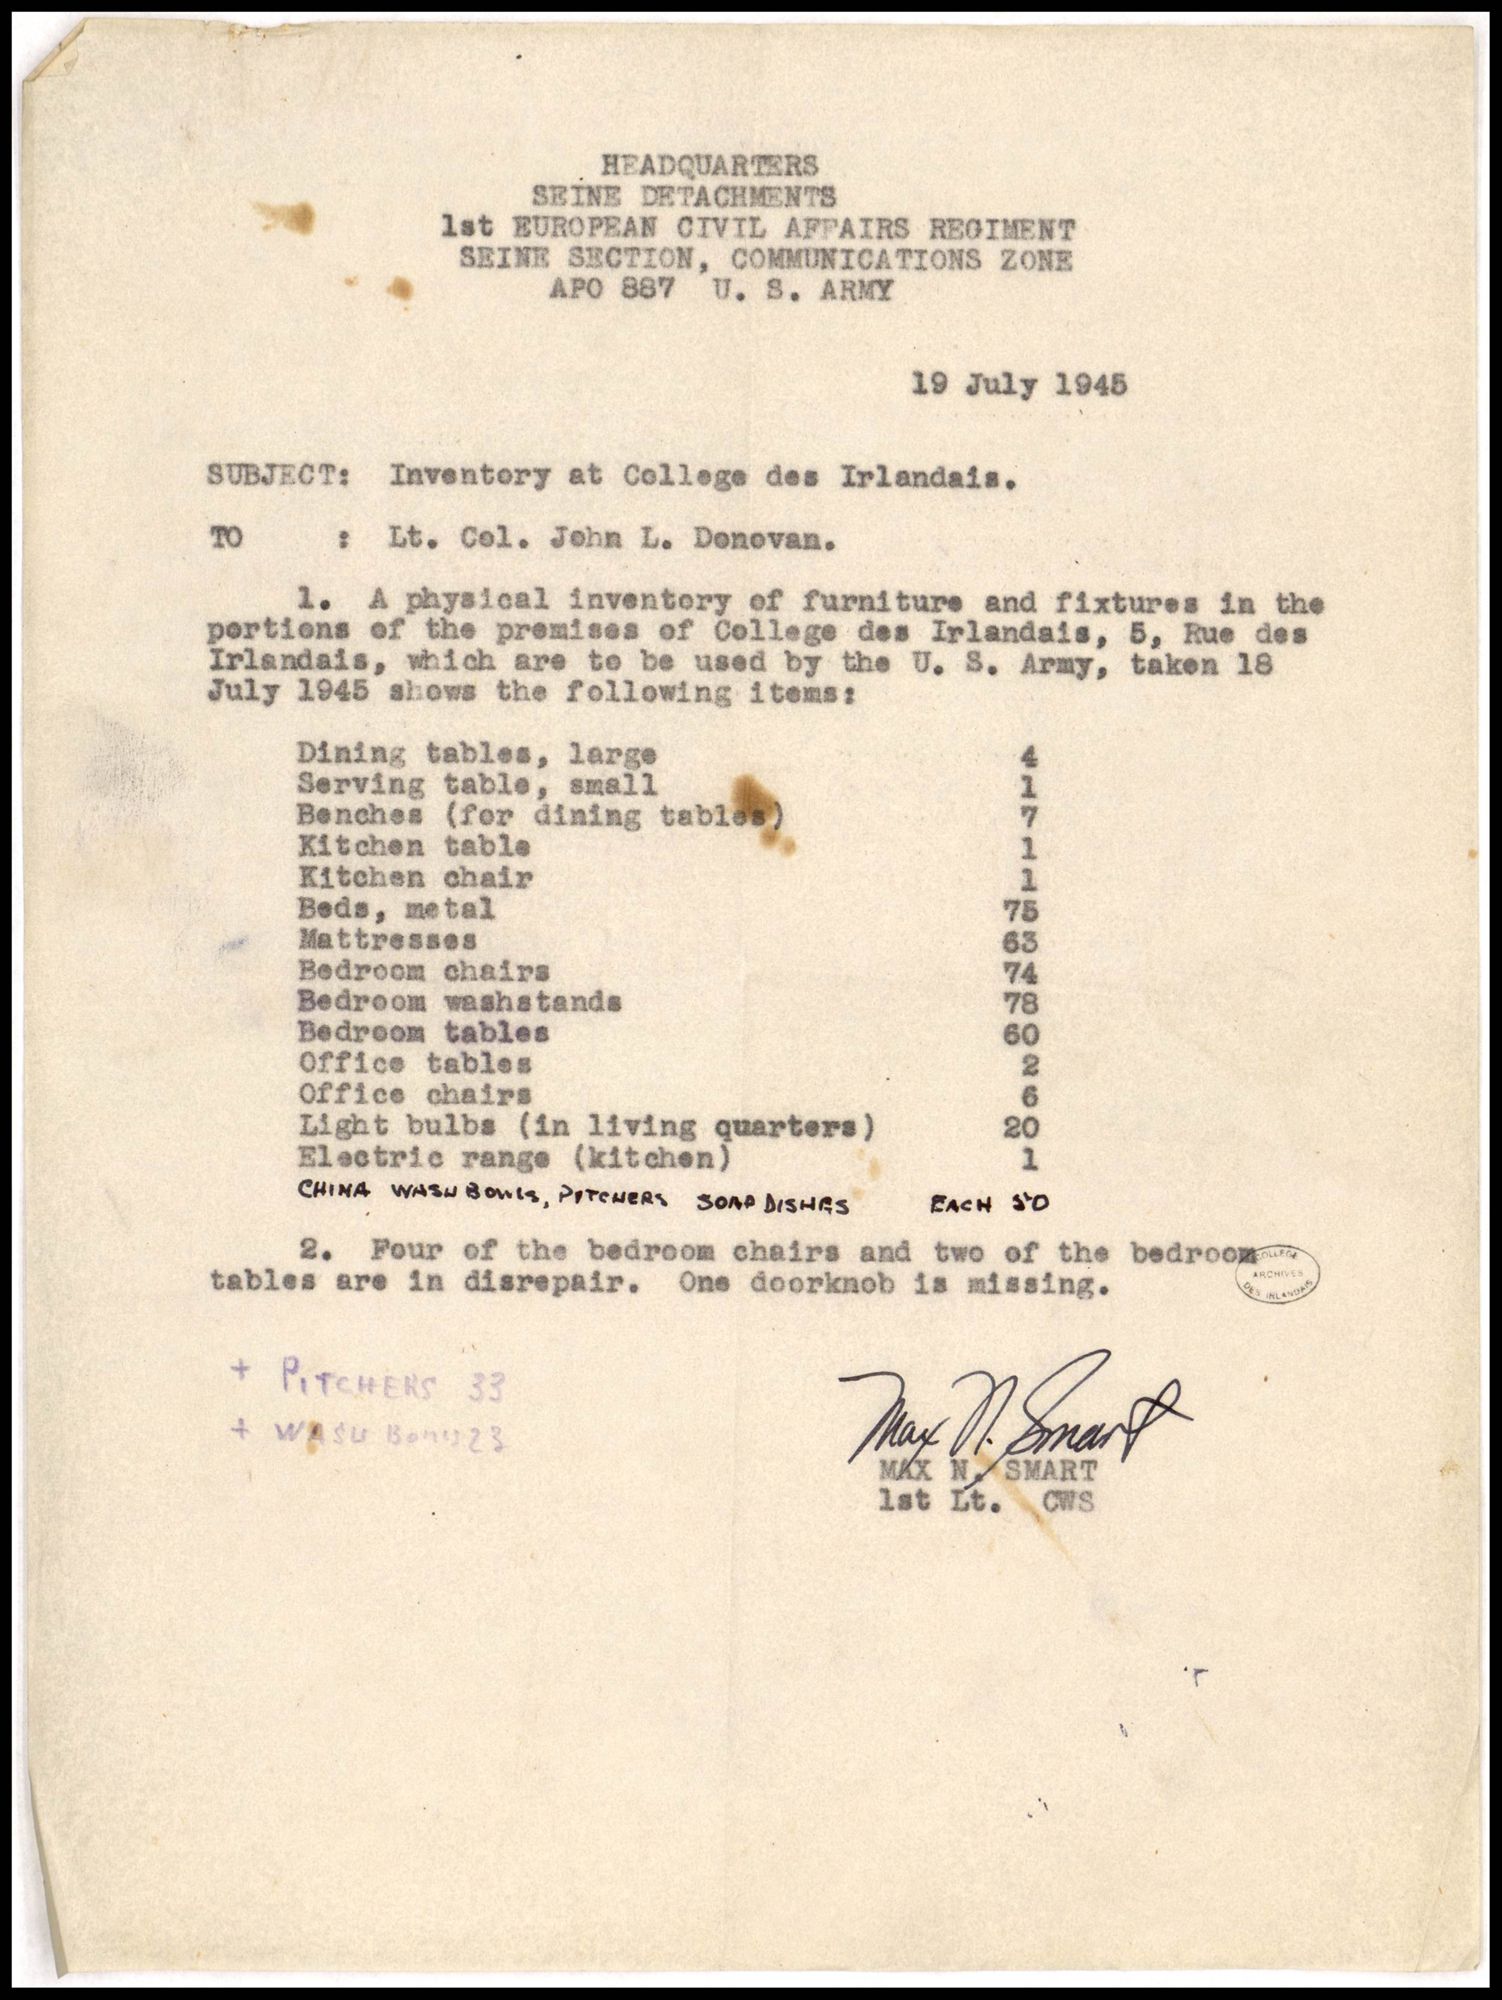 HEADQUARTERS
SEINE DETACHMENTS
1st EUROPEAN CIVIL AFFAIRS REGIMENT
SEINE SECTION, COMMUNICATIONS ZONE
APO 887 U. S. ARMY
19 July 1945
SUBJECT: Inventory at College des Irlandais.
TO : Lt. Col. John L. Donovan.
1. A physical inventory of furniture and fixtures in the
portions of the premises of College des Irlandais, 5, Rue des
Irlandais, which are to be used by the U. S. Army, taken 18
July 1945 shows the following items:
Dining tables, large 4
Serving table, small 1
Benches (for dining tables) 7
Kitchen table 1
Kitchen chair 1
Beds, metal 75
Mattresses 63
Bedroom chairs 74
Bedroom washstands 78
Bedroom tables 60
Office tables 2
Office chairs 6
Light bulbs (in living quarters) 20
Electric range (kitchen) 1
CHINA WASH BOWLS, PITCHERS SOAP DISHES EACH 50
2. Four of the bedroom chairs and two of the bedroom
tables are in disrepair. One doorknob is missing.
COLLEGE
ARCHIVES
DES IRLANDAIS
+ PITCHERS 33
+ WASH 23
Max N. Smart
MAX N. SMART
1st Lt. CWS